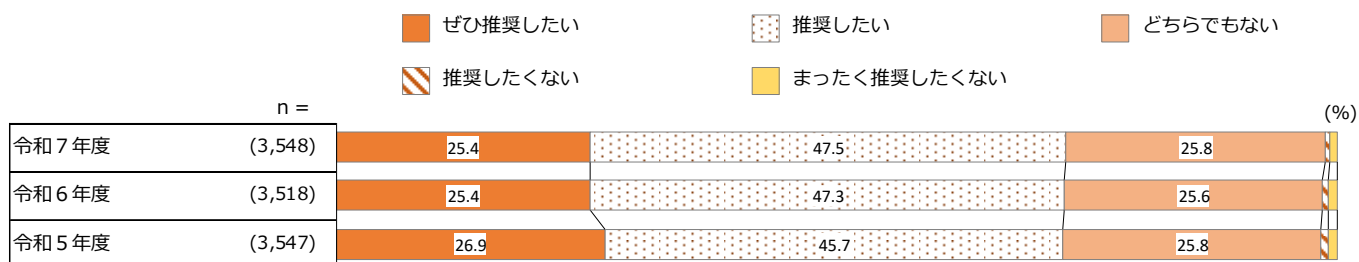 ぜひ推奨したい 推奨したい どちらでもない
推奨したくない まったく推奨したくない
n =
(%)
令和７年度 (3,548) 25.4 47.5 25.8
令和６年度 (3,518) 25.4 47.3 25.6
令和５年度 (3,547) 26.9 45.7 25.8